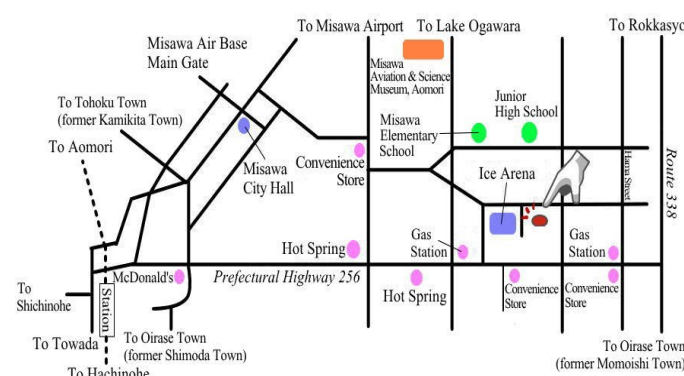 To Misawa Airport
To Lake Ogawara
To Rokkasyo
Misawa Air Base
Main Gate
Misawa
Aviation & Science
Museum, Aomori
Junior
High School
To Tohoku Town
(former Kamikita Town)
Misawa
Elementary
School
To Aomori
Misawa
City Hall
Convenience
Store
Ice Arena
Hama Street
Route 338
Hot Spring
Gas
Station
Gas
Station
McDonald's
Prefectural Highway 256
Hot Spring
Convenience
Store
Convenience
Store
To
Shichinohe
Station
To Towada
To Oirase Town
(former Shimoda Town)
To Oirase Town
(former Momoishi Town)
To Hachinohe